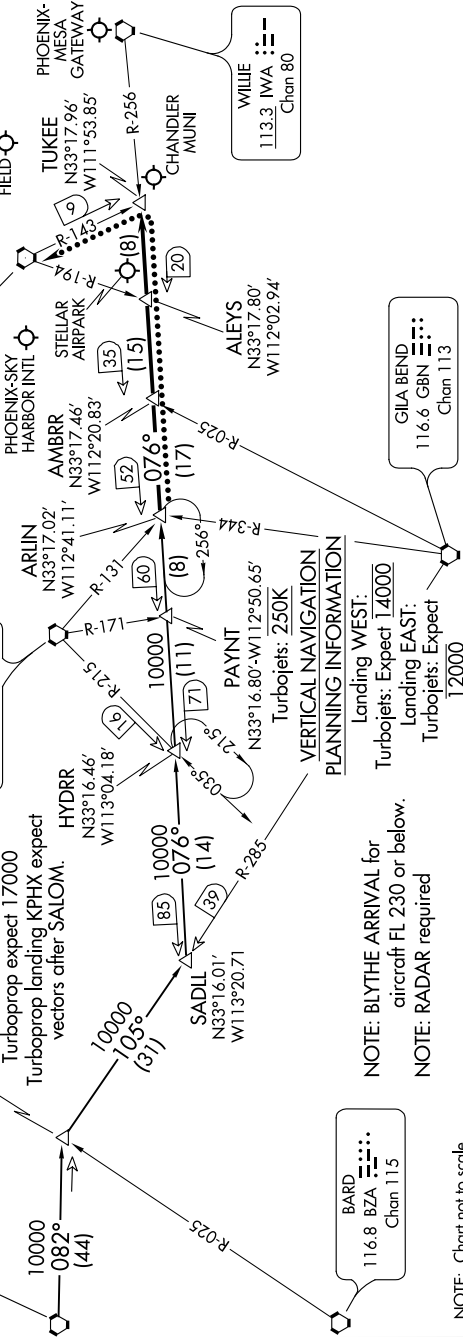 10000
082°
(44)
Turboprop expect 17000
Turboprop landing KPHX expect
vectors after SALOM.
10000
105°
(31)
SADLL
N33°16.01'
W113°20.71
85
39
R-285
10000
076°
(14)
HYDRR
N33°16.46'
W113°04.18'
16
R-215
71
035°
215°
10000
(11)
R-171
R-131
60
PAYNT
N33°16.80'-W112°50.65'
Turbojets: 250K
VERTICAL NAVIGATION
PLANNING INFORMATION
Landing WEST:
Turbojets: Expect 14000
Landing EAST:
Turbojets: Expect
12000
(8)
256°
ARLIN
N33°17.02'
W112°41.11'
52
R-344
076°
(17)
AMBRR
N33°17.46'
W112°20.83'
35
(15)
R-025
PHOENIX-SKY
HARBOR INTL
STELLAR
AIRPARK
ALEYS
N33°17.80'
W112°02.94'
20
(8)
R-194
R-143
9
FIELD
TUKEE
N33°17.96'
W111°53.85'
CHANDLER
MUNI
R-256
PHOENIX-
MESA
GATEWAY
WILLIE
113.3 IWA
Chan 80
GILA BEND
116.6 GBN
Chan 113
NOTE: BLYTHE ARRIVAL for
aircraft FL 230 or below.
NOTE: RADAR required
R-025
BARD
116.8 BZA
Chan 115
NOTE: Chart not to scale